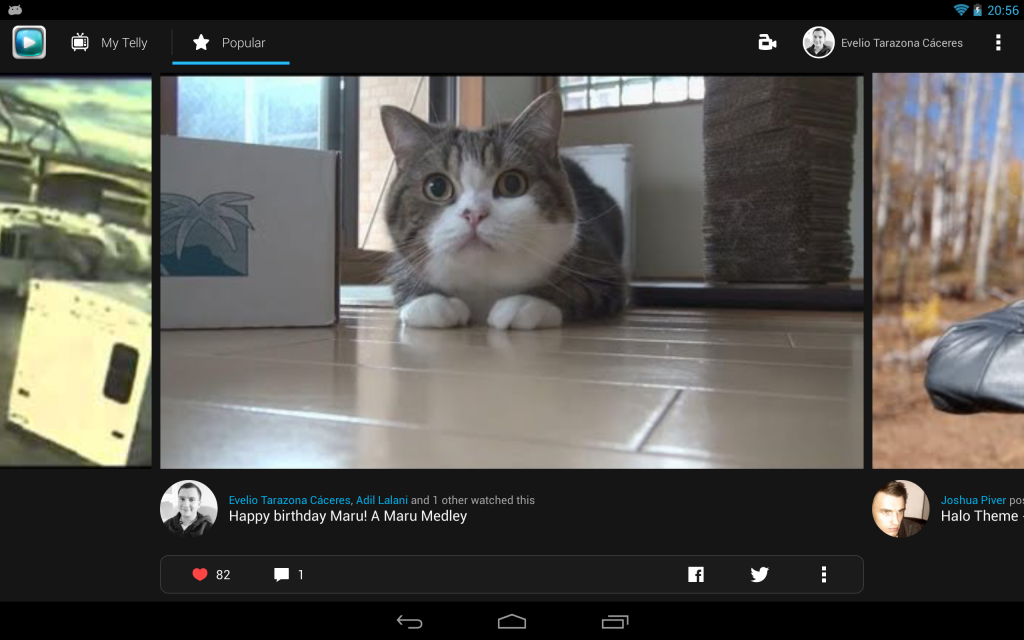 20:56
My Telly
Popular
Evelio Tarazona Cáceres
Evelio Tarazona Cáceres, Adil Lalani and 1 other watched this
Happy birthday Maru! A Maru Medley
Joshua Piver pos
Halo Theme -
82
1